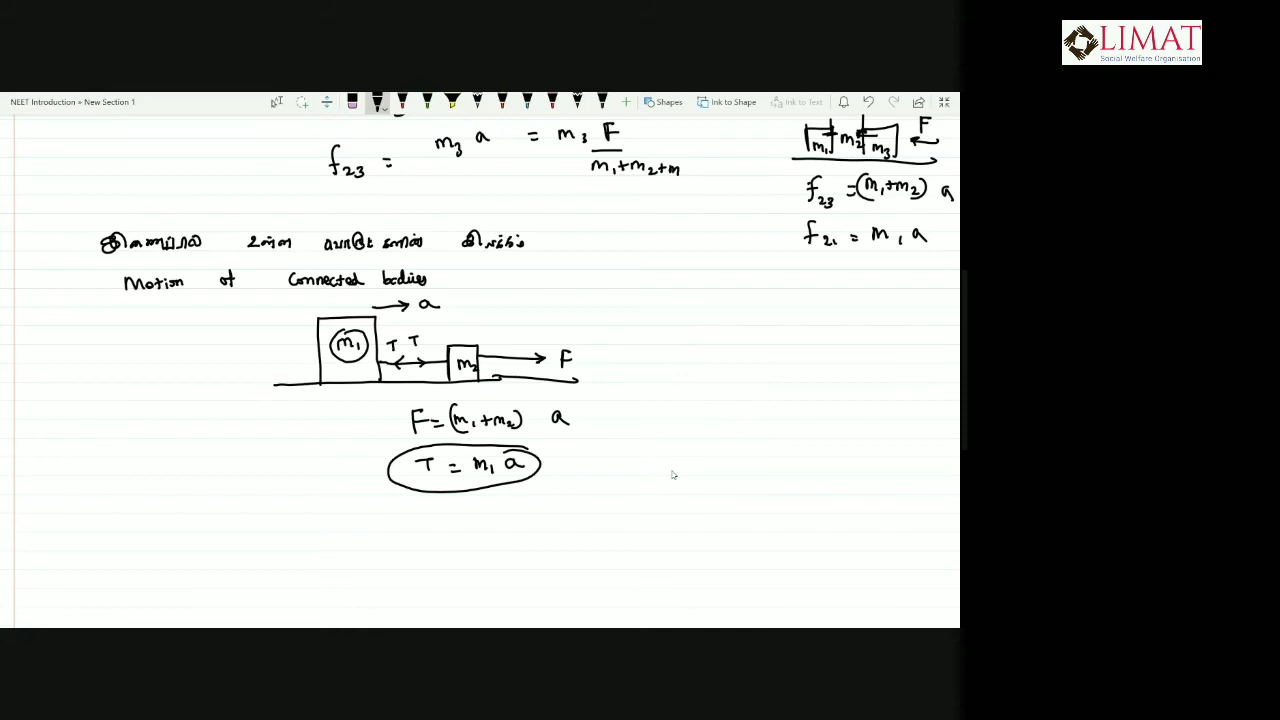 LIMAT
Social Welfare Organisation
NEET Introduction » New Section 1
Shapes
Ink to Shape
Ink to Text
f₂₃ = m₃ a = m₃ F / m₁+m₂+m
m₁ m₂ m₃ F
f₂₃ = (m₁+m₂) a
f₂₁ = m₁ a
Motion of Connected bodies
→ a
m₁ T T m₂ F
F = (m₁+m₂) a
T = m₁ a